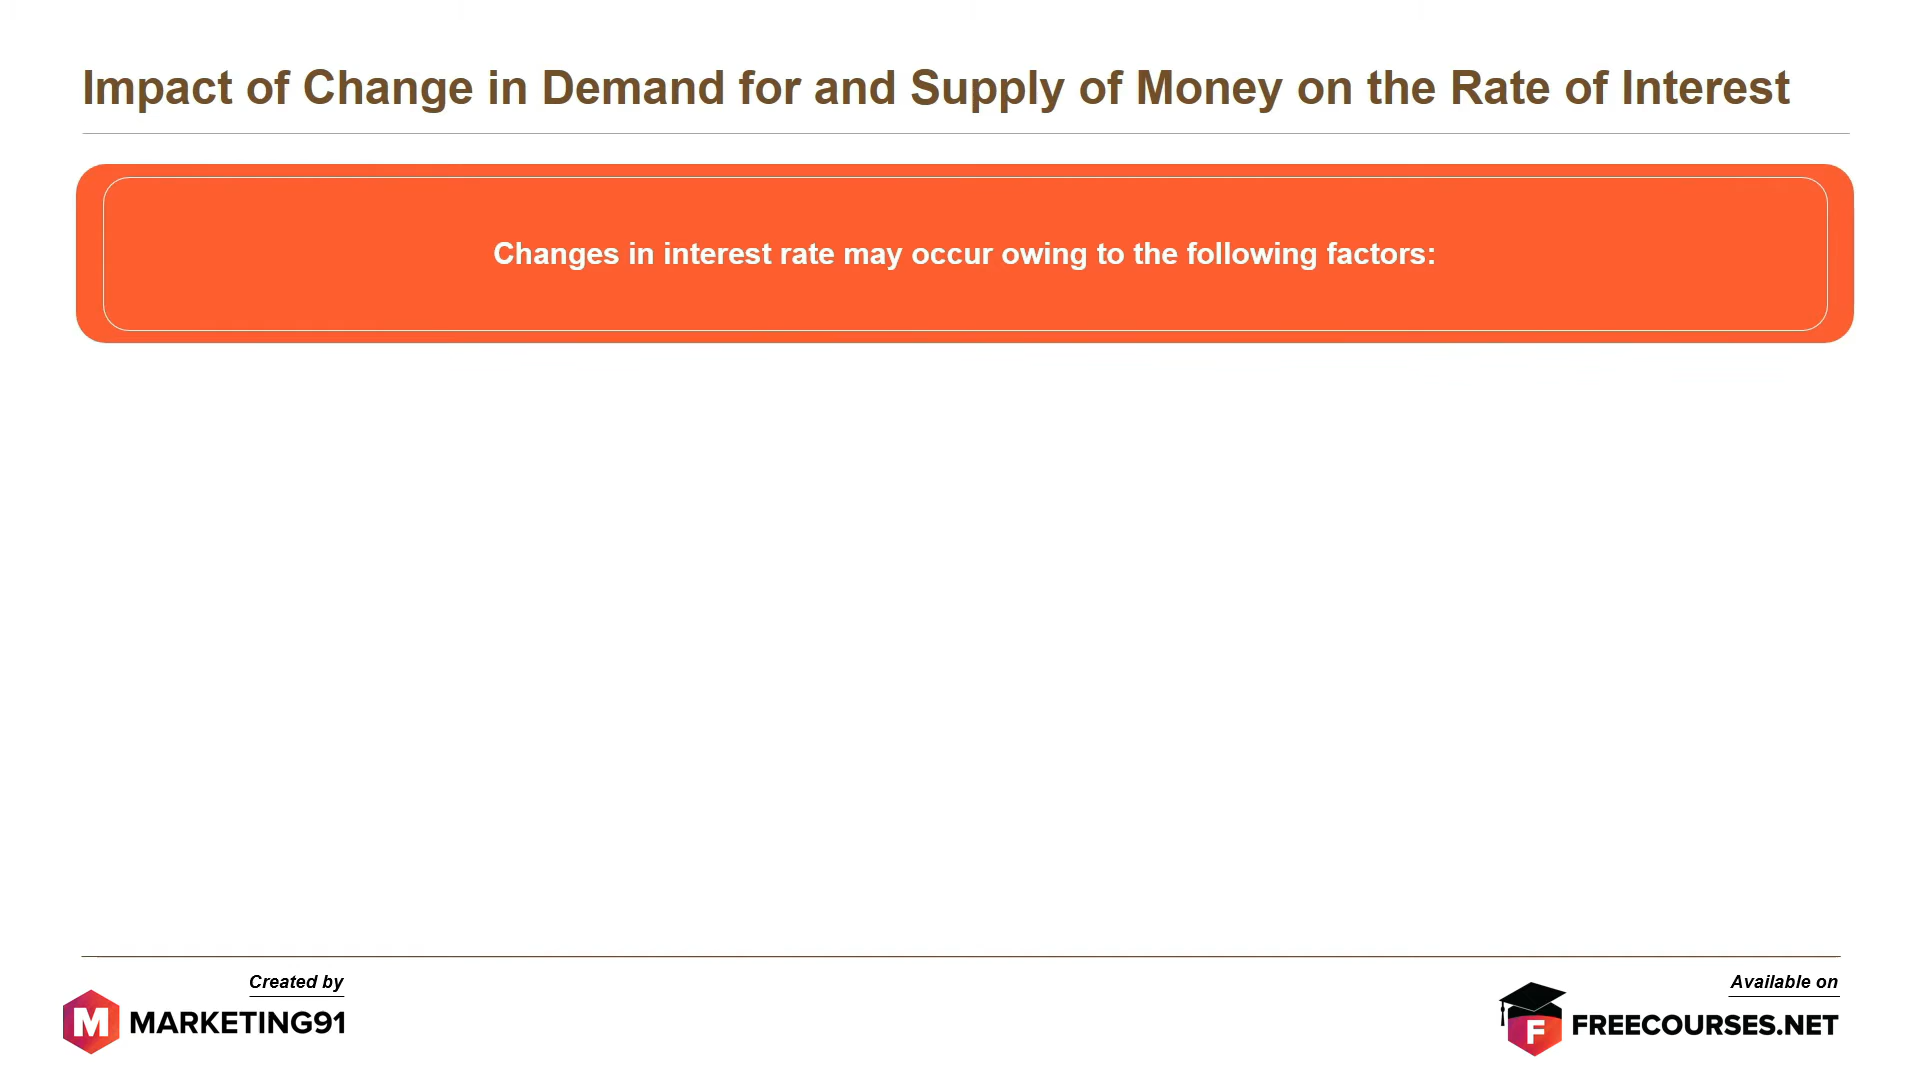 Impact of Change in Demand for and Supply of Money on the Rate of Interest
Changes in interest rate may occur owing to the following factors:
Created by
M MARKETING91
Available on
F FREECOURSES.NET